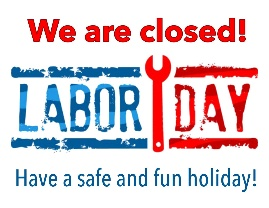 We are closed!
LABOR DAY
Have a safe and fun holiday!